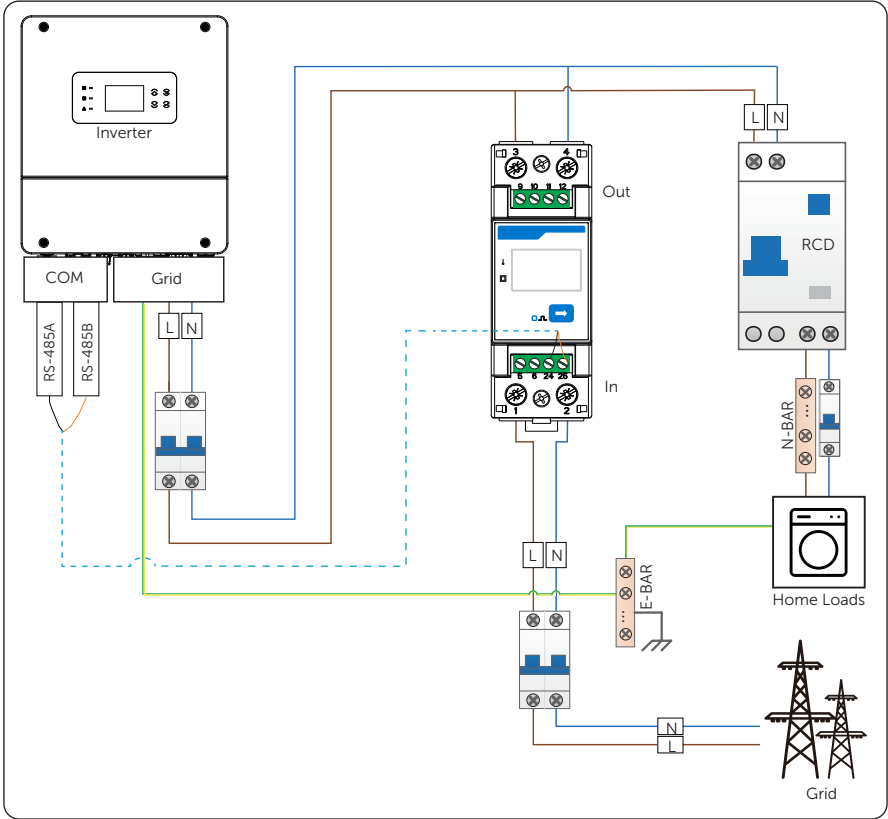 Inverter
COM
Grid
RS-485A
RS-485B
L
N
3
4
9 10 11 12
Out
5 6 24 25
In
1
2
L
N
L
N
RCD
N-BAR
E-BAR
Home Loads
N
L
Grid